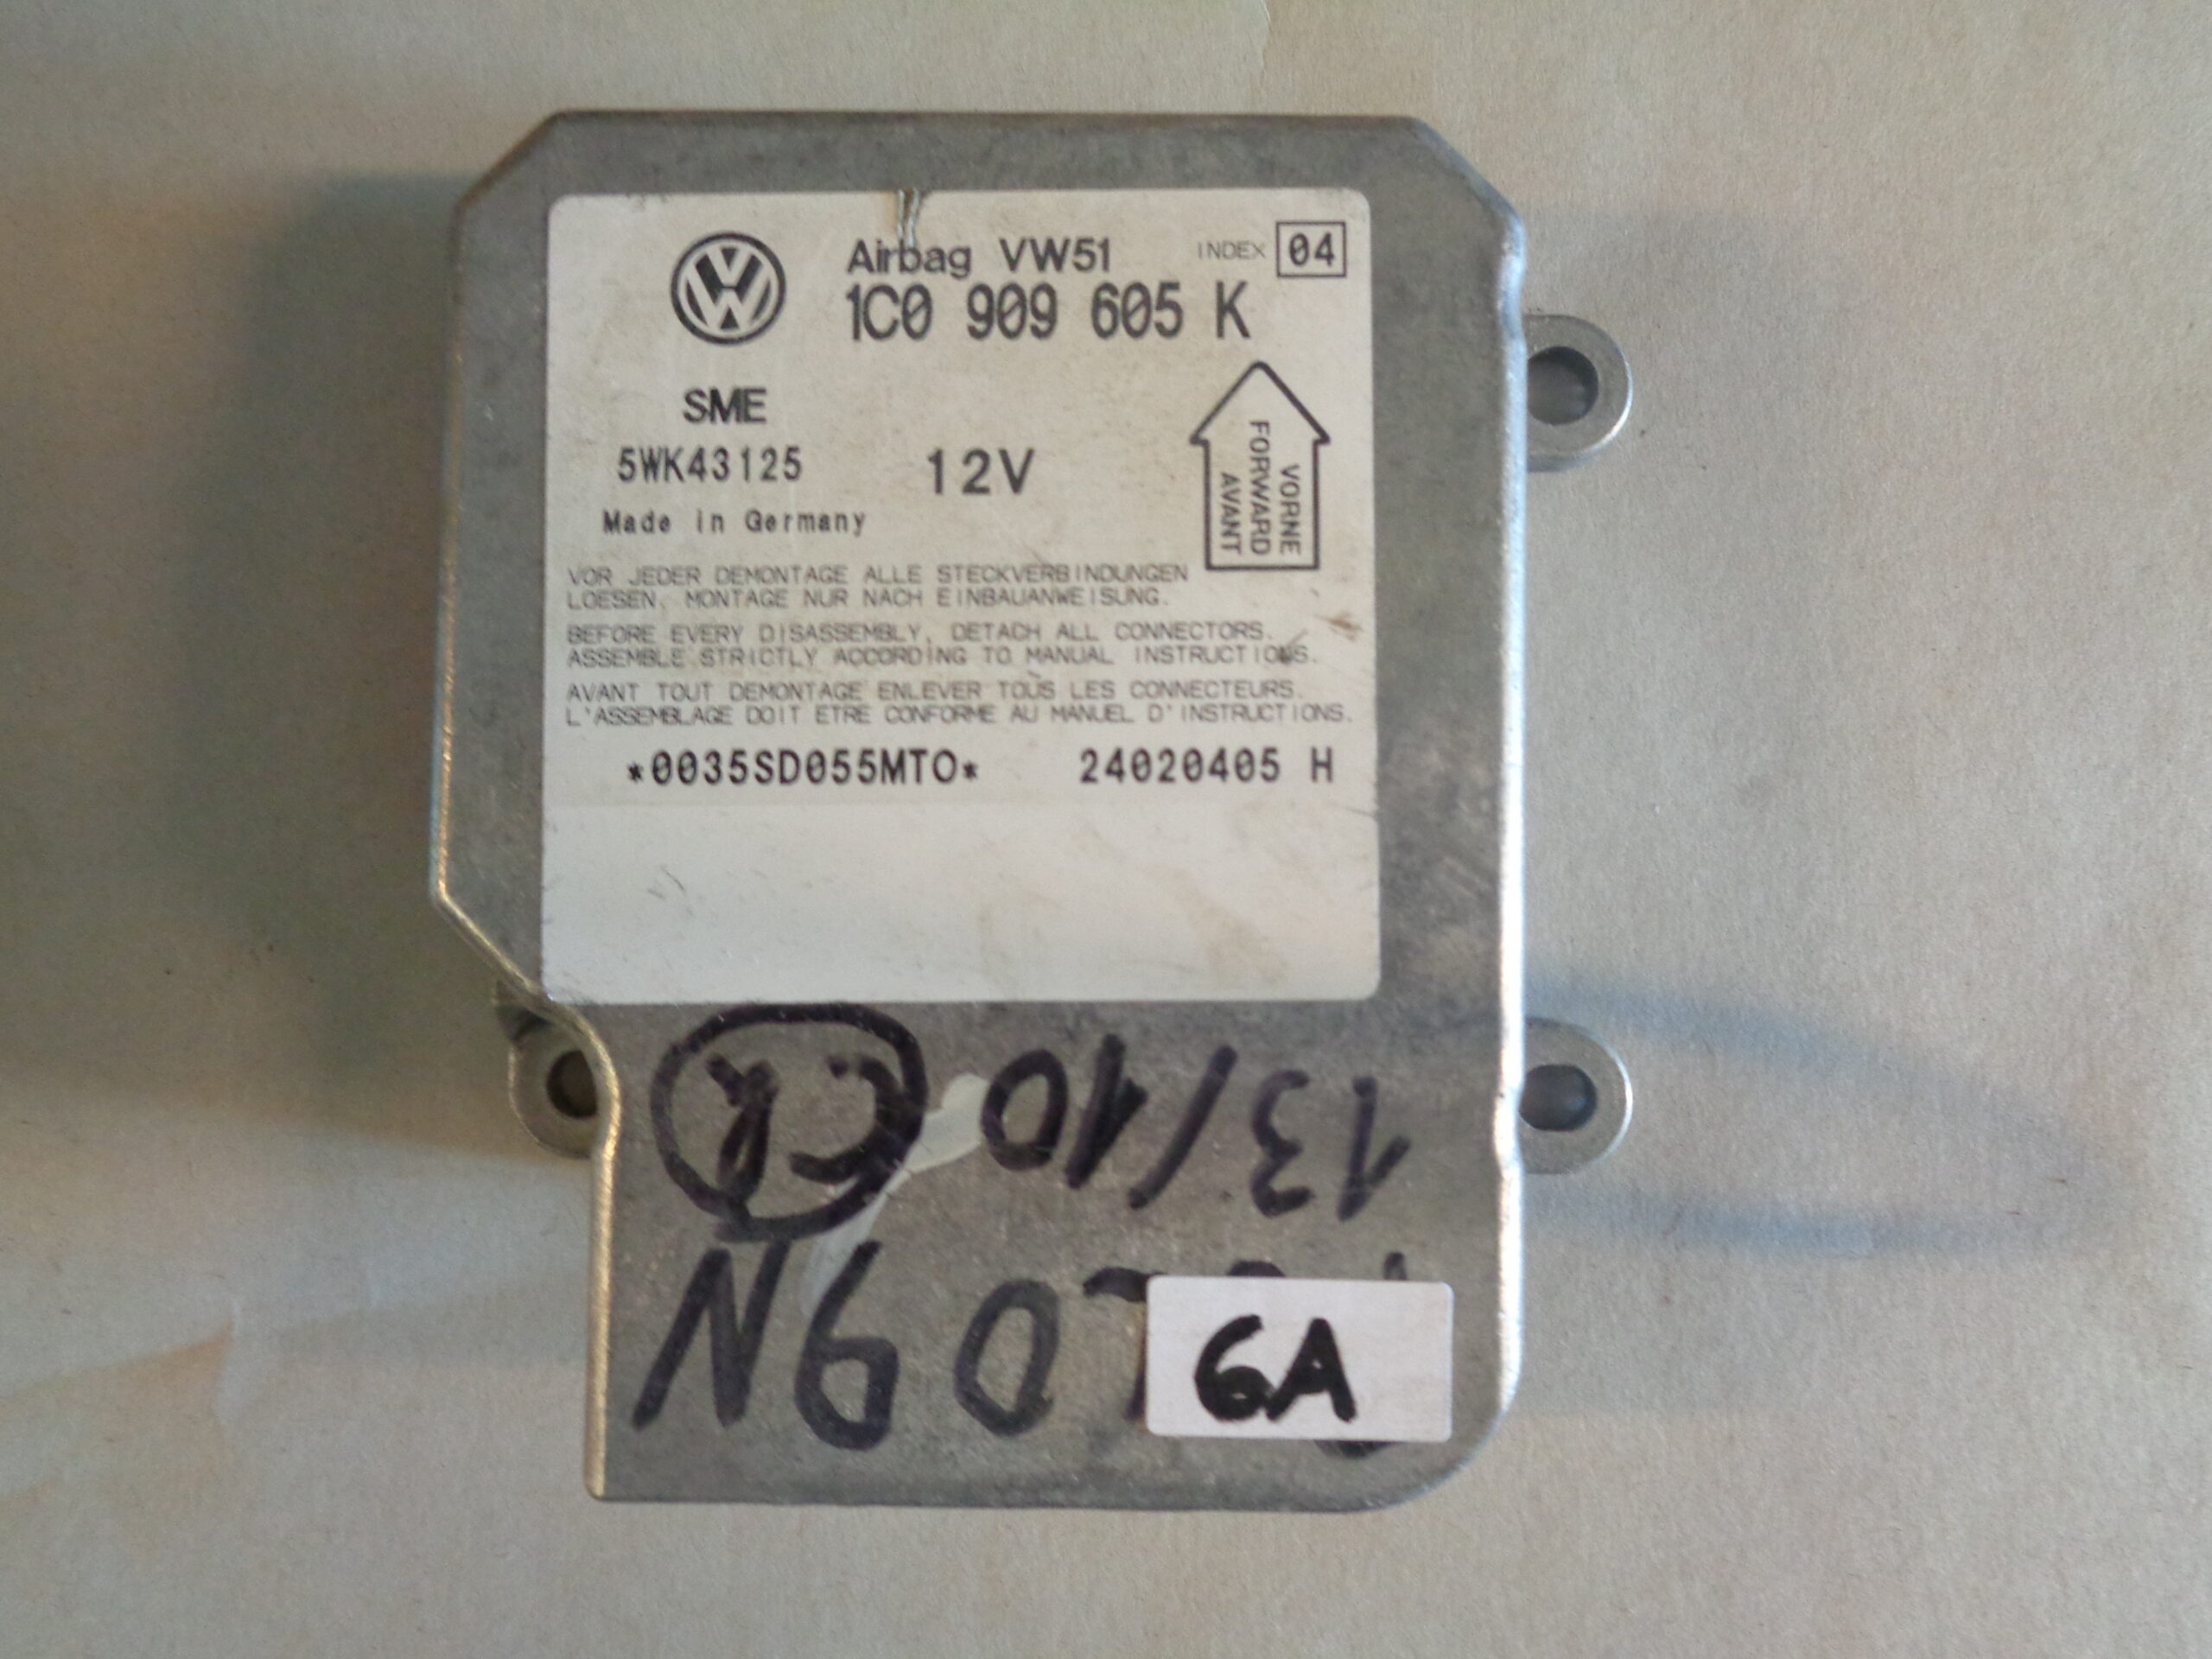 Airbag VW51 INDEX 04
1C0 909 605 K
SME
5WK43125 12V
VORNE
FORWARD
AVANT
Made in Germany
VOR JEDER DEMONTAGE ALLE STECKVERBINDUNGEN
LOESEN. MONTAGE NUR NACH EINBAUANWEISUNG.
BEFORE EVERY DISASSEMBLY, DETACH ALL CONNECTORS.
ASSEMBLE STRICTLY ACCORDING TO MANUAL INSTRUCTIONS.
AVANT TOUT DEMONTAGE ENLEVER TOUS LES CONNECTEURS.
L'ASSEMBLAGE DOIT ETRE CONFORME AU MANUEL D'INSTRUCTIONS.
*0035SD055MTO* 24020405 H
6A
9N
13/10